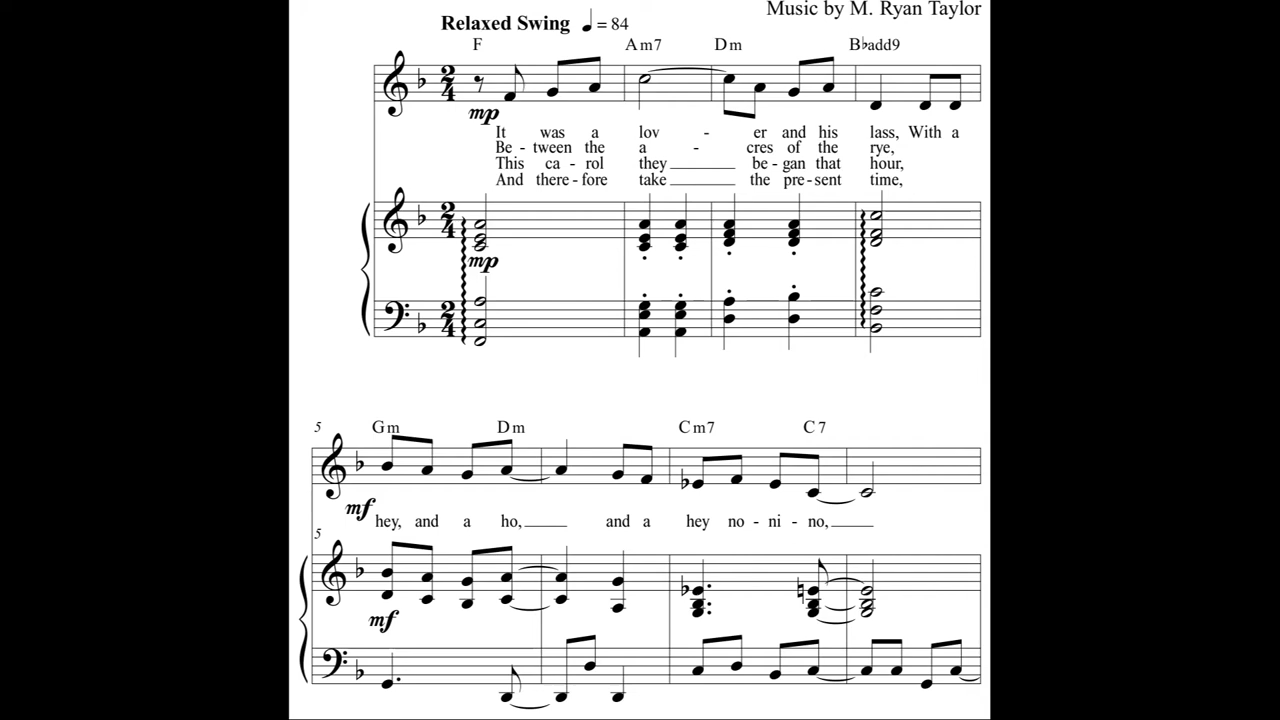 Music by M. Ryan Taylor
Relaxed Swing ♩ = 84
F Am7 Dm B♭add9
mp
It was a lov - er and his lass, With a
Be - tween the a - cres of the rye,
This ca - rol they be - gan that hour,
And there - fore take the pre - sent time,
mp
5 Gm Dm Cm7 C7
mf
hey, and a ho, and a hey no - ni - no,
5
mf